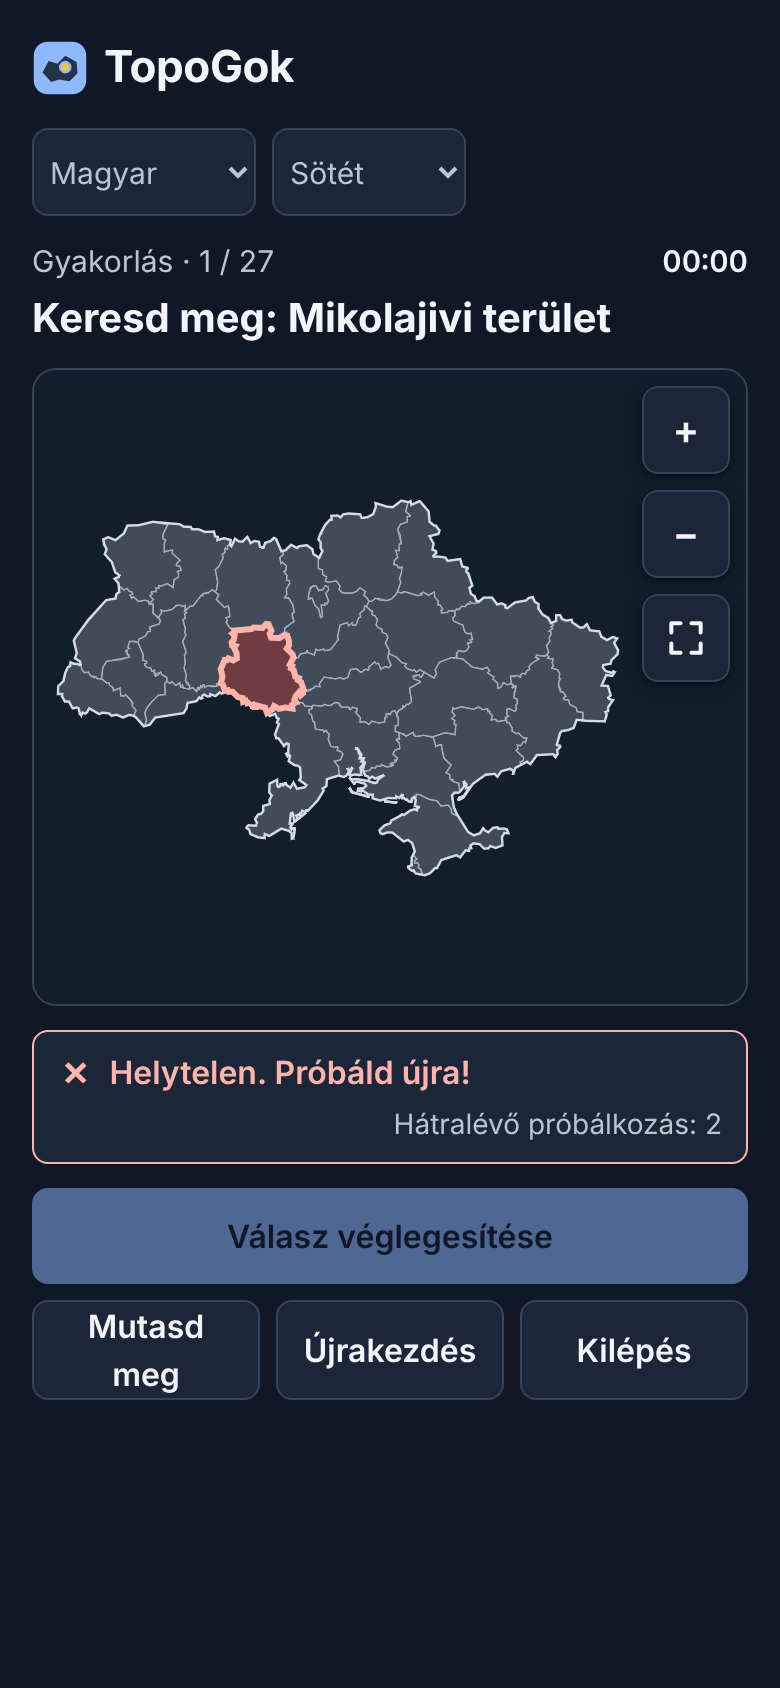 TopoGok
Magyar
Sötét
Gyakorlás · 1 / 27
00:00
Keresd meg: Mikolajivi terület
+
−
✕ Helytelen. Próbáld újra!
Hátralévő próbálkozás: 2
Válasz véglegesítése
Mutasd
meg
Újrakezdés
Kilépés